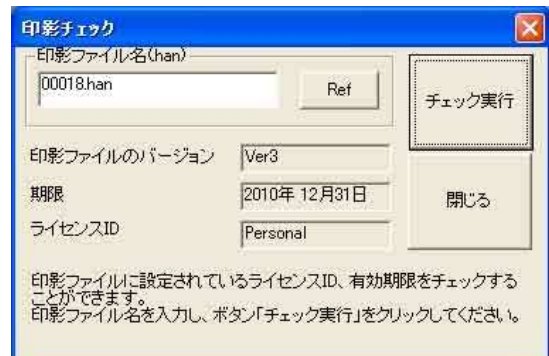 印影チェック
印影ファイル名(han)
00018.han
Ref
チェック実行
印影ファイルのバージョン
Ver3
期限
2010年 12月31日
閉じる
ライセンスID
Personal
印影ファイルに設定されているライセンスID、有効期限をチェックする
ことができます。
印影ファイル名を入力し、ボタン「チェック実行」をクリックしてください。